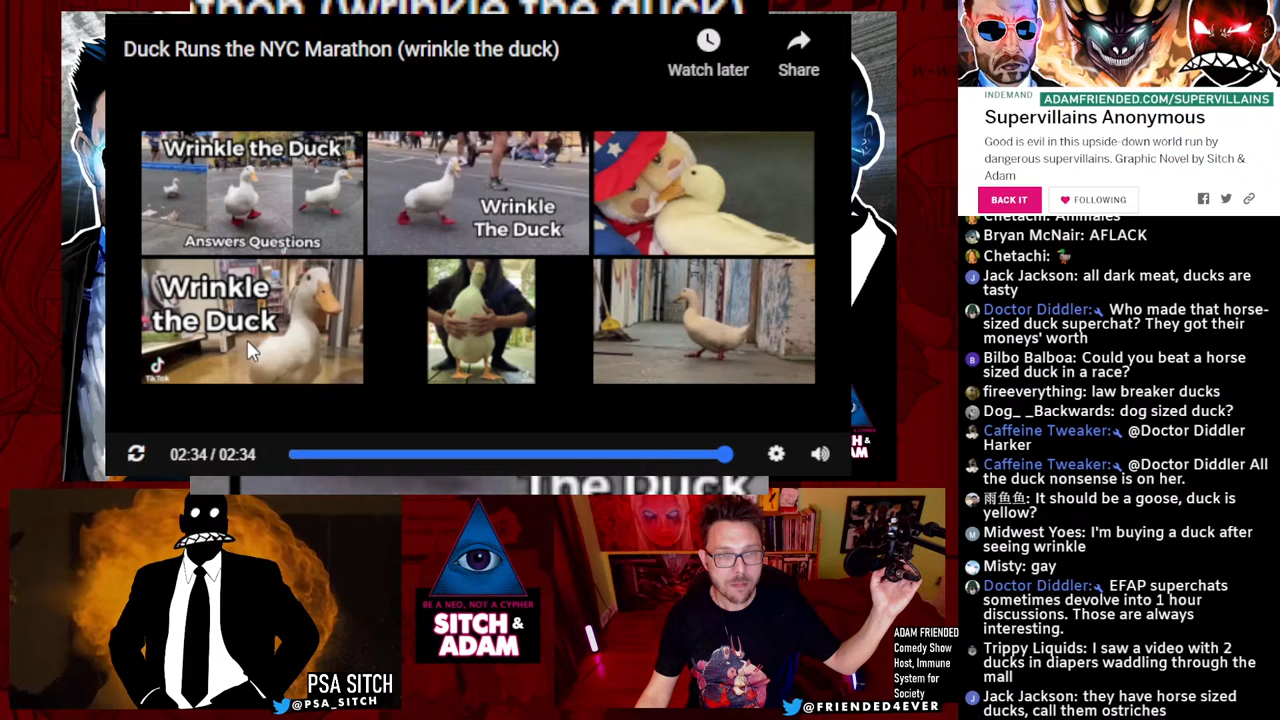 Duck Runs the NYC Marathon (wrinkle the duck)
Watch later
Share
Wrinkle the Duck
Answers Questions
Wrinkle
The Duck
Wrinkle
the Duck
TikTok
02:34 / 02:34
The Duck
SITCH &
ADAM
BE A NEO, NOT A CYPHER
SITCH &
ADAM
PSA SITCH
@PSA_SITCH
ADAM FRIENDED
Comedy Show
Host, Immune
System for
Society
@FRIENDED4EVER
INDEMAND
ADAMFRIENDED.COM/SUPERVILLAINS
Supervillains Anonymous
Good is evil in this upside-down world run by
dangerous supervillains. Graphic Novel by Sitch &
Adam
BACK IT
FOLLOWING
Chetachi: Animales
Bryan McNair: AFLACK
Chetachi: 🦆
Jack Jackson: all dark meat, ducks are
tasty
Doctor Diddler: Who made that horse-
sized duck superchat? They got their
moneys' worth
Bilbo Balboa: Could you beat a horse
sized duck in a race?
fireeverything: law breaker ducks
Dog_ _Backwards: dog sized duck?
Caffeine Tweaker: @Doctor Diddler
Harker
Caffeine Tweaker: @Doctor Diddler All
the duck nonsense is on her.
雨鱼鱼: It should be a goose, duck is
yellow?
Midwest Yoes: I'm buying a duck after
seeing wrinkle
Misty: gay
Doctor Diddler: EFAP superchats
sometimes devolve into 1 hour
discussions. Those are always
interesting.
Trippy Liquids: I saw a video with 2
ducks in diapers waddling through the
mall
Jack Jackson: they have horse sized
ducks, call them ostriches